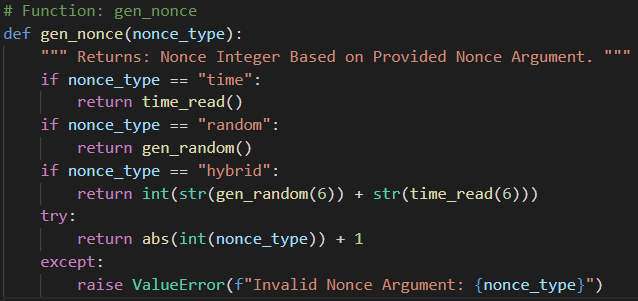 # Function: gen_nonce
def gen_nonce(nonce_type):
    """ Returns: Nonce Integer Based on Provided Nonce Argument. """
    if nonce_type == "time":
        return time_read()
    if nonce_type == "random":
        return gen_random()
    if nonce_type == "hybrid":
        return int(str(gen_random(6)) + str(time_read(6)))
    try:
        return abs(int(nonce_type)) + 1
    except:
        raise ValueError(f"Invalid Nonce Argument: {nonce_type}")